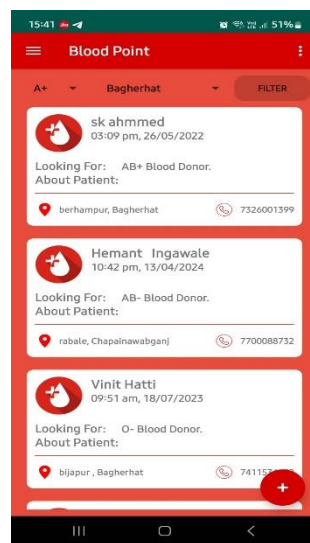 15:41 51%
Blood Point
A+ Bagherhat FILTER
sk ahmmed
03:09 pm, 26/05/2022
Looking For: AB+ Blood Donor.
About Patient:
berhampur, Bagherhat 7326001399
Hemant Ingawale
10:42 pm, 13/04/2024
Looking For: AB- Blood Donor.
About Patient:
rabale, Chapainawabganj 7700088732
Vinit Hatti
09:51 am, 18/07/2023
Looking For: O- Blood Donor.
About Patient:
bijapur , Bagherhat
+